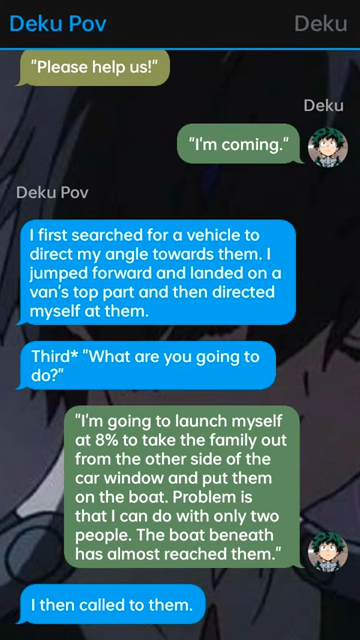 Deku Pov
Deku
"Please help us!"
Deku
"I'm coming."
Deku Pov
I first searched for a vehicle to
direct my angle towards them. I
jumped forward and landed on a
van's top part and then directed
myself at them.
Third* "What are you going to
do?"
"I'm going to launch myself
at 8% to take the family out
from the other side of the
car window and put them
on the boat. Problem is
that I can do with only two
people. The boat beneath
has almost reached them."
I then called to them.